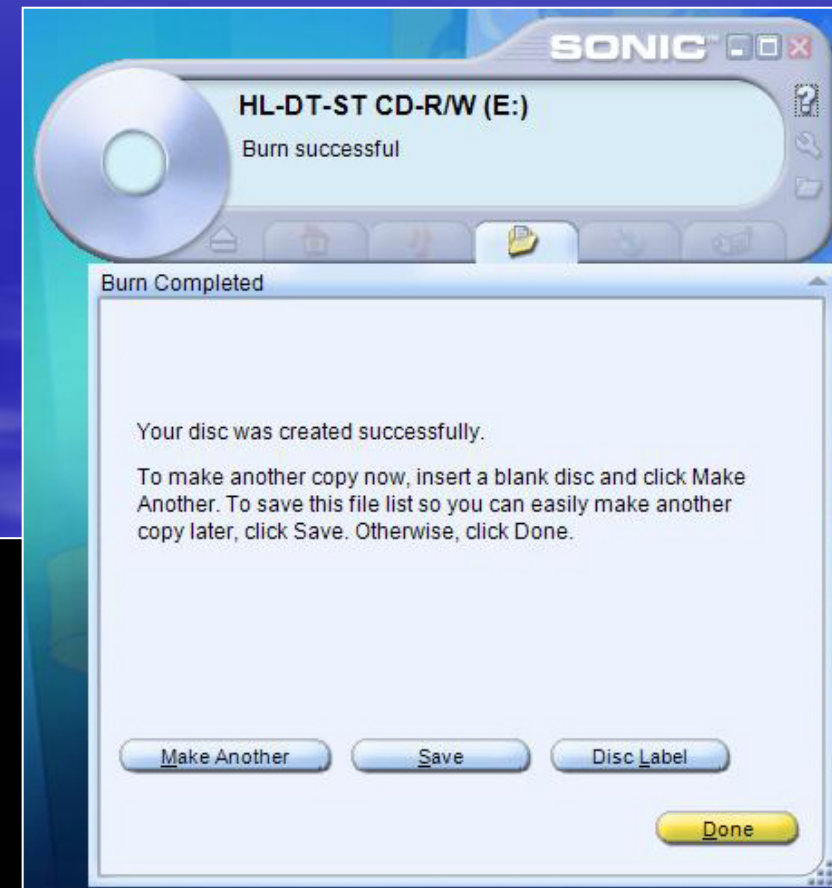 SONIC™
HL-DT-ST CD-R/W (E:)
Burn successful
Burn Completed
Your disc was created successfully.
To make another copy now, insert a blank disc and click Make
Another. To save this file list so you can easily make another
copy later, click Save. Otherwise, click Done.
Make Another Save Disc Label
Done